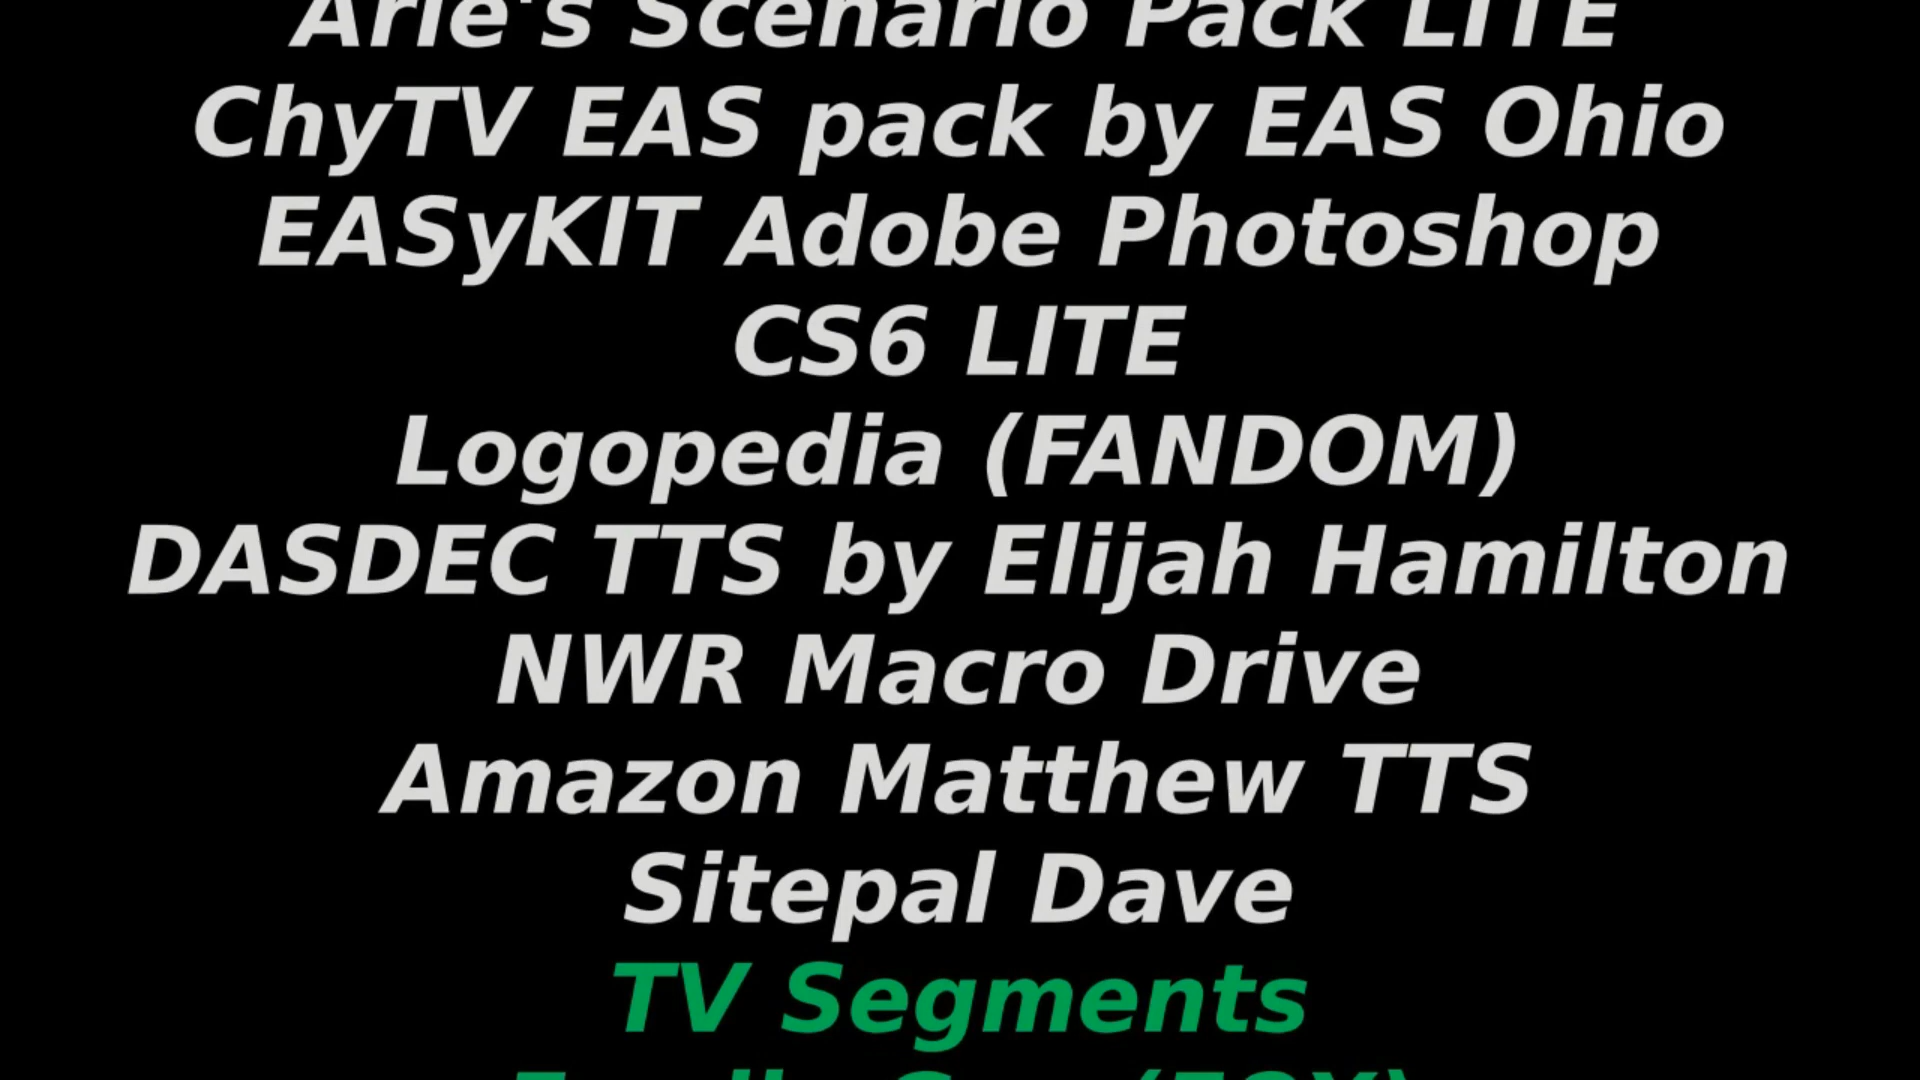 Arie's Scenario Pack LITE
ChyTV EAS pack by EAS Ohio
EASyKIT Adobe Photoshop
CS6 LITE
Logopedia (FANDOM)
DASDEC TTS by Elijah Hamilton
NWR Macro Drive
Amazon Matthew TTS
Sitepal Dave
TV Segments
(FOX)